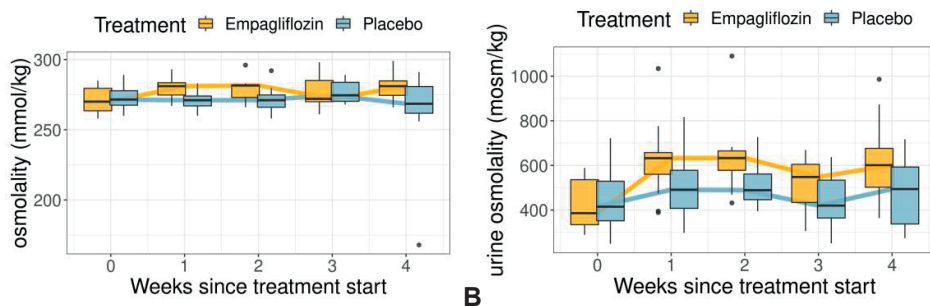 Treatment Empagliflozin Placebo
osmolality (mmol/kg)
300
250
200
0 1 2 3 4
Weeks since treatment start
B
Treatment Empagliflozin Placebo
urine osmolality (mosm/kg)
1000
800
600
400
0 1 2 3 4
Weeks since treatment start